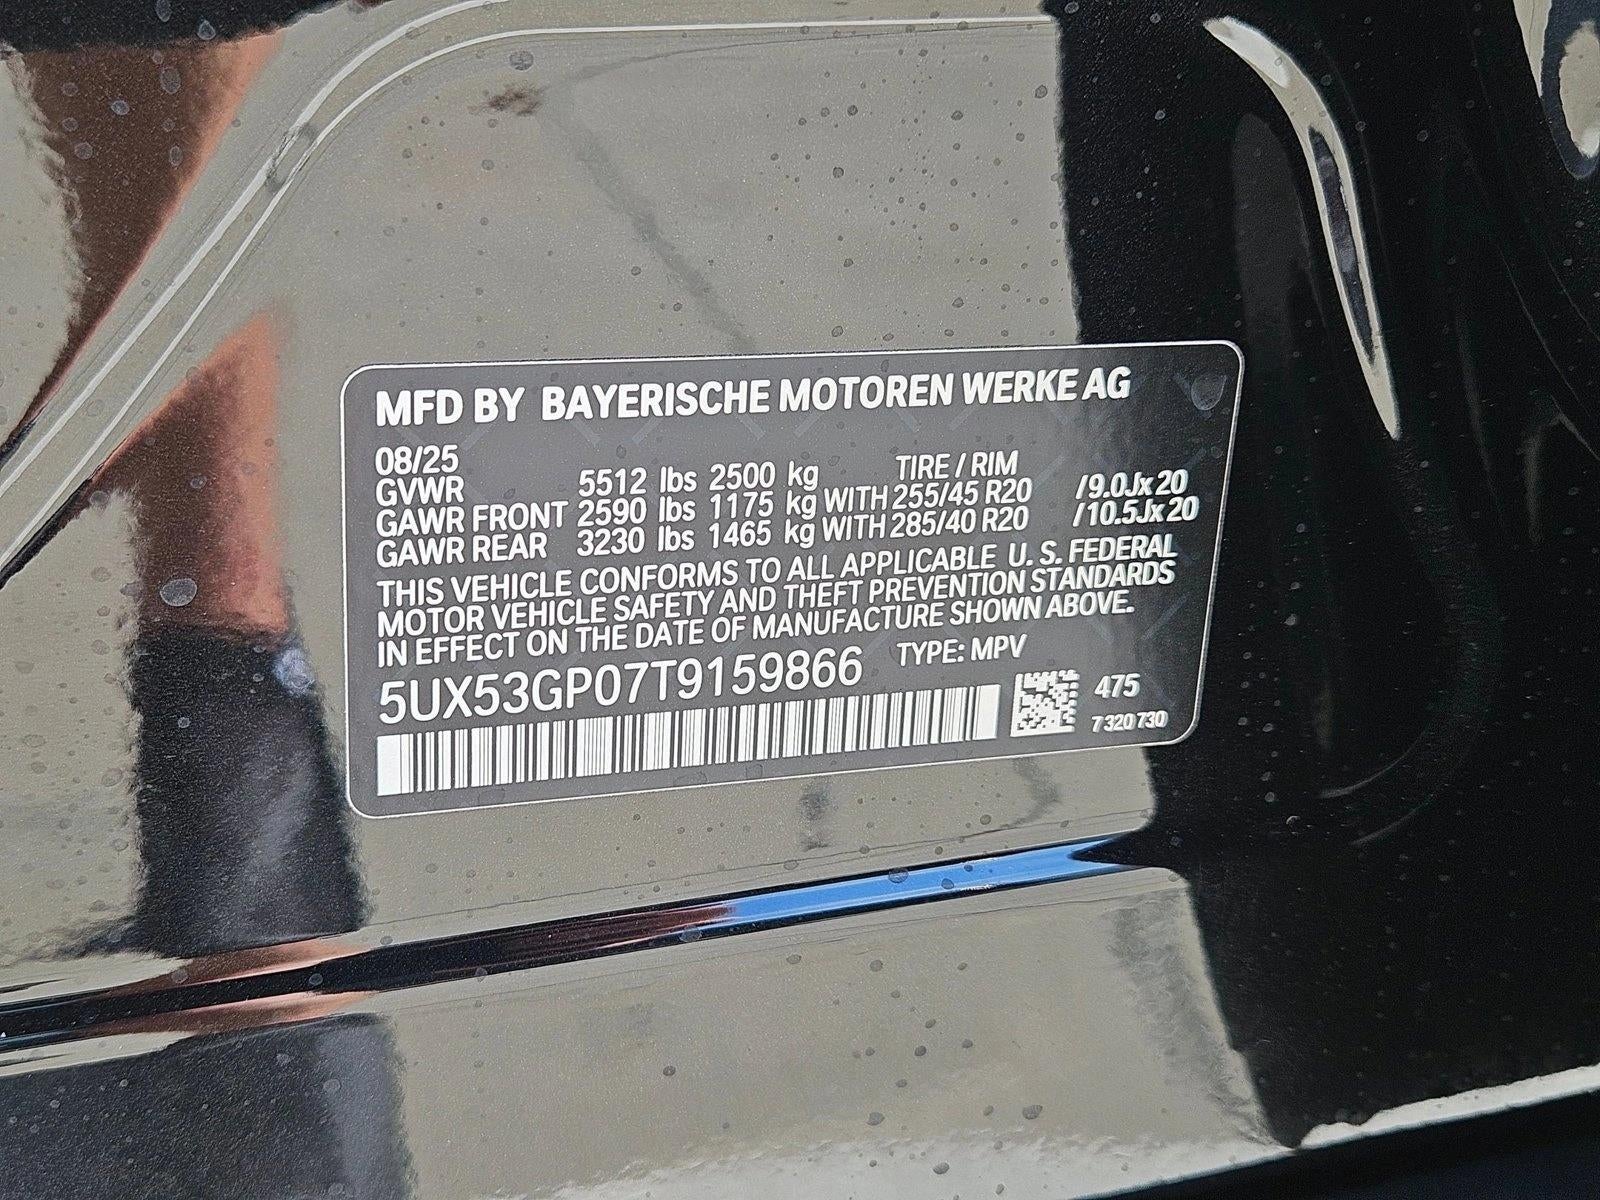 MFD BY BAYERISCHE MOTOREN WERKE AG
08/25
GVWR 5512 lbs 2500 kg TIRE / RIM
GAWR FRONT 2590 lbs 1175 kg WITH 255/45 R20 /9.0Jx20
GAWR REAR 3230 lbs 1465 kg WITH 285/40 R20 /10.5Jx20
THIS VEHICLE CONFORMS TO ALL APPLICABLE U. S. FEDERAL
MOTOR VEHICLE SAFETY AND THEFT PREVENTION STANDARDS
IN EFFECT ON THE DATE OF MANUFACTURE SHOWN ABOVE.
5UX53GP07T9159866 TYPE: MPV
475
7 320 730